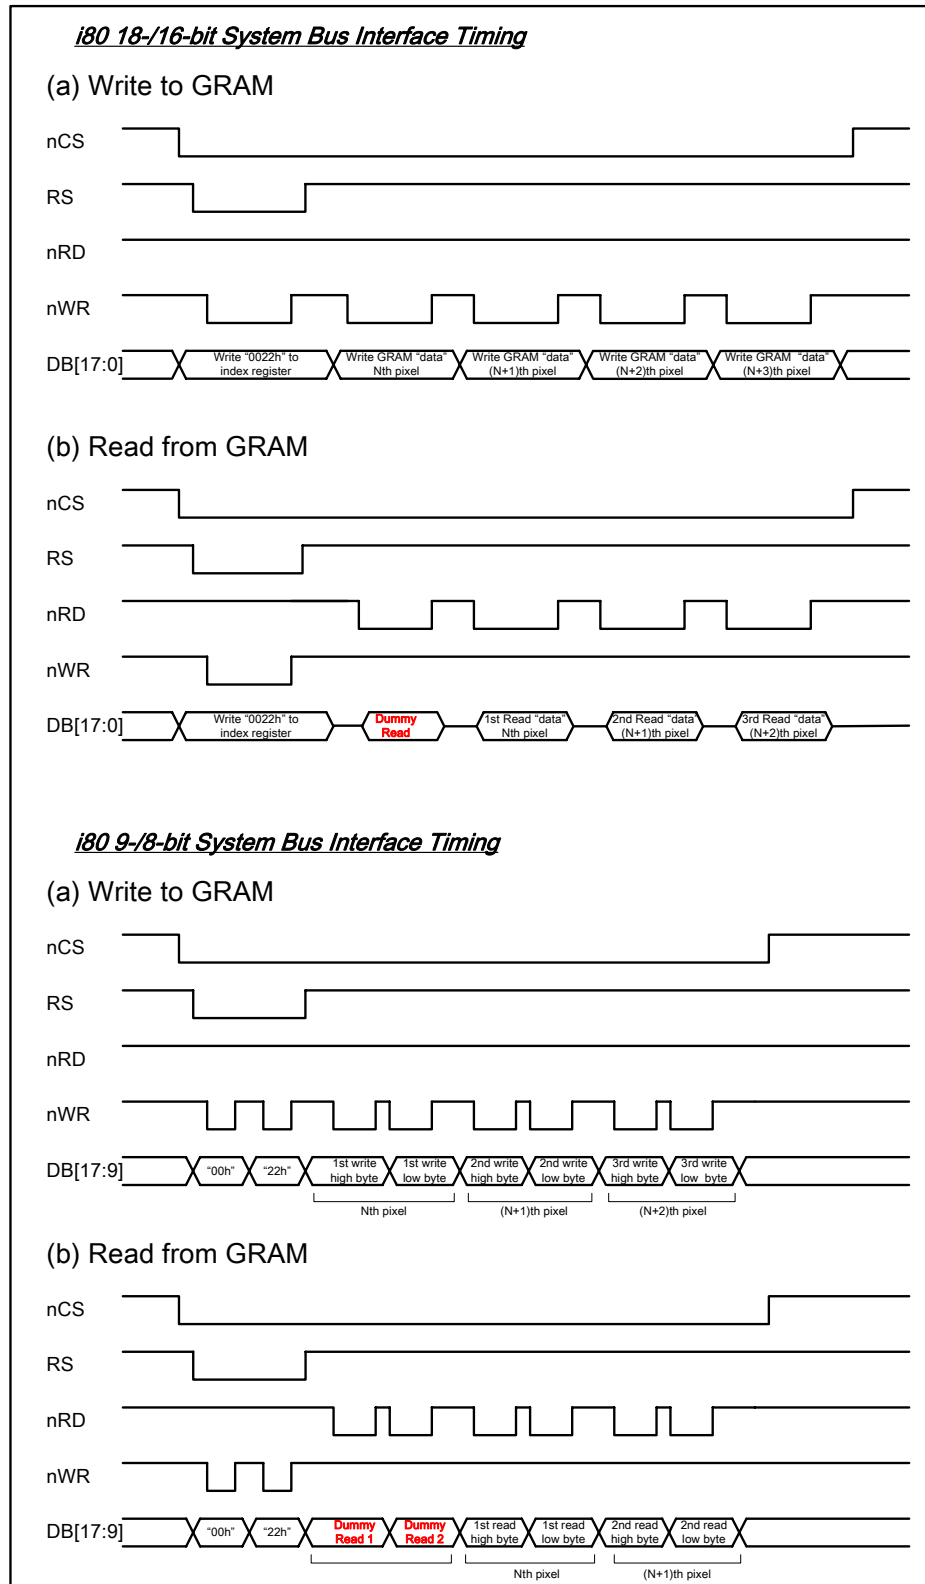 i80 18-/16-bit System Bus Interface Timing
(a) Write to GRAM
nCS
RS
nRD
nWR
DB[17:0]
Write "0022h" to
index register
Write GRAM "data"
Nth pixel
Write GRAM "data"
(N+1)th pixel
Write GRAM "data"
(N+2)th pixel
Write GRAM "data"
(N+3)th pixel
(b) Read from GRAM
nCS
RS
nRD
nWR
DB[17:0]
Write "0022h" to
index register
Dummy
Read
1st Read "data"
Nth pixel
2nd Read "data"
(N+1)th pixel
3rd Read "data"
(N+2)th pixel
i80 9-/8-bit System Bus Interface Timing
(a) Write to GRAM
nCS
RS
nRD
nWR
DB[17:9]
"00h"
"22h"
1st write
high byte
1st write
low byte
2nd write
high byte
2nd write
low byte
3rd write
high byte
3rd write
low byte
Nth pixel
(N+1)th pixel
(N+2)th pixel
(b) Read from GRAM
nCS
RS
nRD
nWR
DB[17:9]
"00h"
"22h"
Dummy
Read 1
Dummy
Read 2
1st read
high byte
1st read
low byte
2nd read
high byte
2nd read
low byte
Nth pixel
(N+1)th pixel